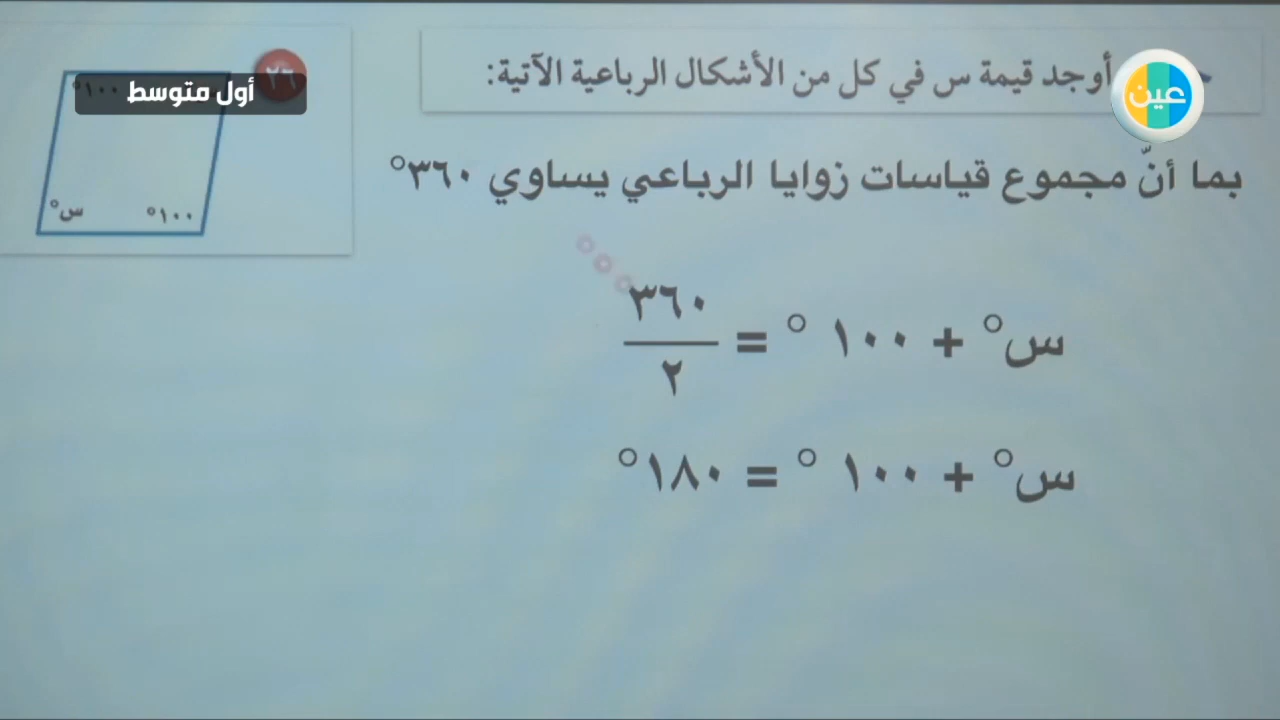 أوجد قيمة س في كل من الأشكال الرباعية الآتية:
عين
٢٦
أول متوسط
°١٠٠
س°
°١٠٠
بما أنّ مجموع قياسات زوايا الرباعي يساوي ٣٦٠°
س° + ١٠٠ ° = ٣٦٠
٢
س° + ١٠٠ ° = ١٨٠°